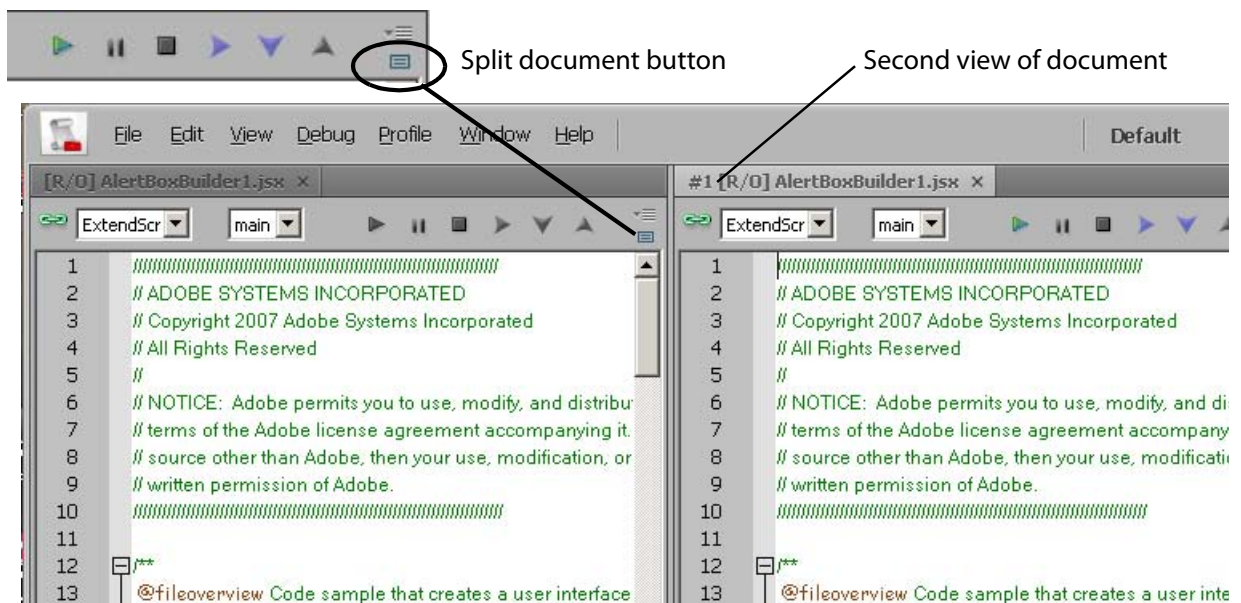 Split document button
Second view of document
File Edit View Debug Profile Window Help
Default
[R/O] AlertBoxBuilder1.jsx ×
#1 [R/O] AlertBoxBuilder1.jsx ×
ExtendScr
main
ExtendScr
main
1 ////////////////////////////////////////////////////////////////////////////
2 // ADOBE SYSTEMS INCORPORATED
3 // Copyright 2007 Adobe Systems Incorporated
4 // All Rights Reserved
5 //
6 // NOTICE: Adobe permits you to use, modify, and distribu
7 // terms of the Adobe license agreement accompanying it.
8 // source other than Adobe, then your use, modification, or
9 // written permission of Adobe.
10 ////////////////////////////////////////////////////////////////////////////
11
12 /**
13 @fileoverview Code sample that creates a user interface
1 ////////////////////////////////////////////////////////////////////////////
2 // ADOBE SYSTEMS INCORPORATED
3 // Copyright 2007 Adobe Systems Incorporated
4 // All Rights Reserved
5 //
6 // NOTICE: Adobe permits you to use, modify, and di
7 // terms of the Adobe license agreement accompany
8 // source other than Adobe, then your use, modificati
9 // written permission of Adobe.
10 ////////////////////////////////////////////////////////////////////////////
11
12 /**
13 @fileoverview Code sample that creates a user inte